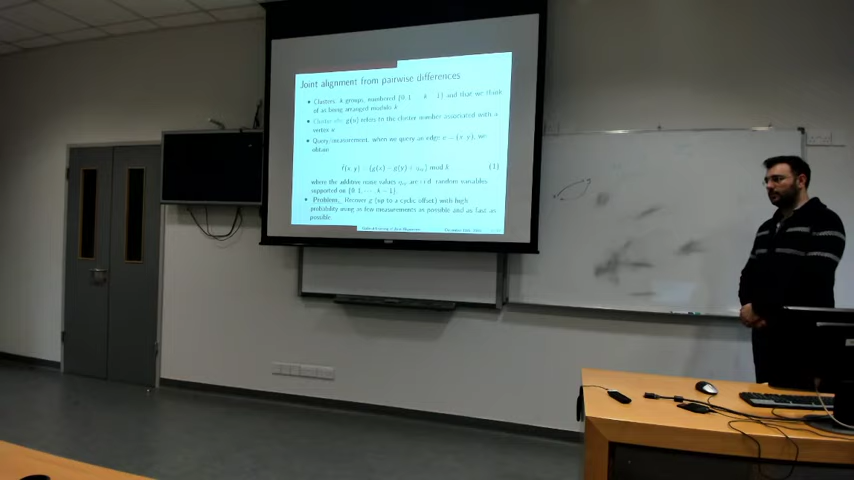 Joint alignment from pairwise differences
Clusters: k groups, numbered {0, 1, · · · , k − 1} and that we think
of as being arranged modulo k
g(u) refers to the cluster number associated with a
vertex u
Query/measurement, when we query an edge e = (x, y), we
obtain
f̃(x, y) = (g(x) − g(y) + ηxy) mod k (1)
where the additive noise values ηxy are i.i.d. random variables
supported on {0, 1, · · · , k − 1}.
Problem. Recover g (up to a cyclic offset) with high
probability using as few measurements as possible and as fast as
possible